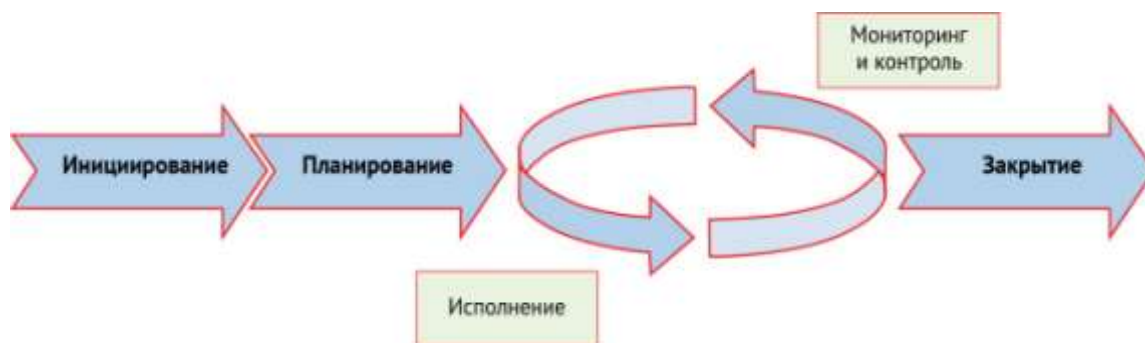 Мониторинг
и контроль
Инициирование
Планирование
Закрытие
Исполнение